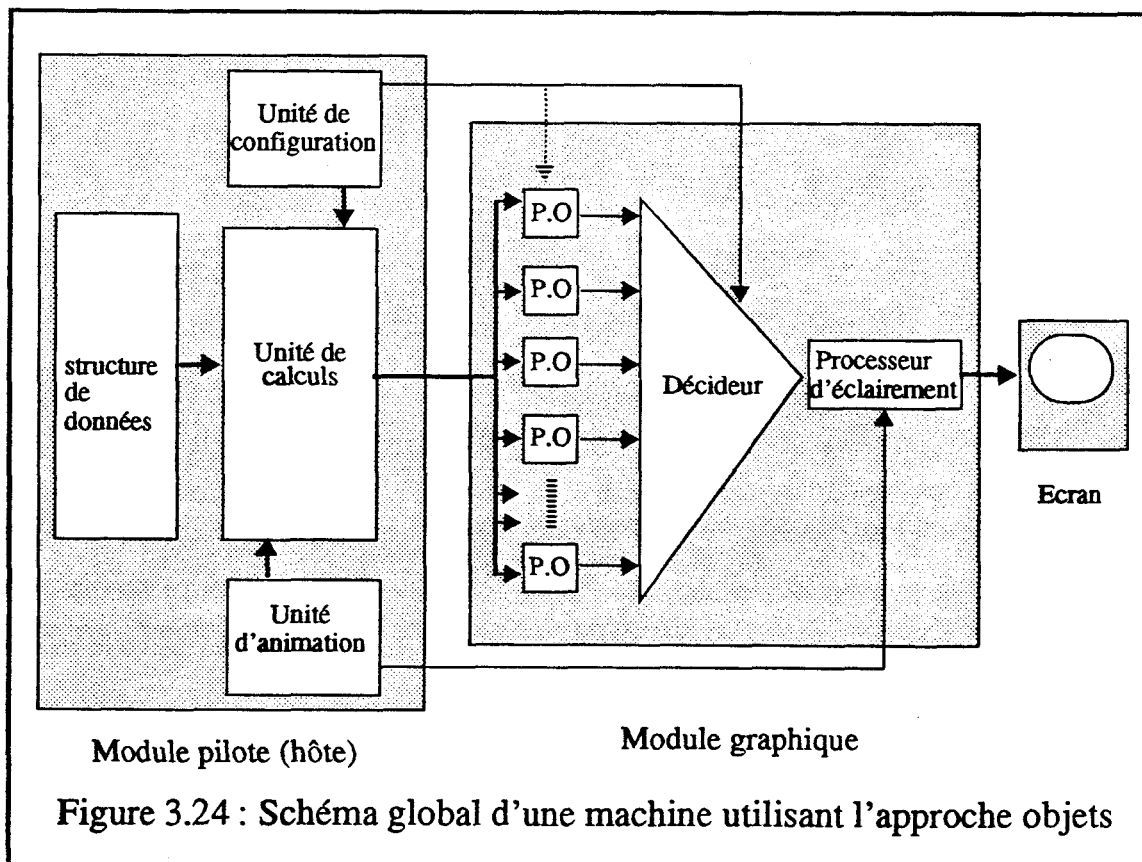 Unité de
configuration
P.O
P.O
P.O
P.O
P.O
structure
de
données
Unité de
calculs
Décideur
Processeur
d'éclairement
Ecran
Unité
d'animation
Module pilote (hôte)
Module graphique
Figure 3.24 : Schéma global d'une machine utilisant l'approche objets